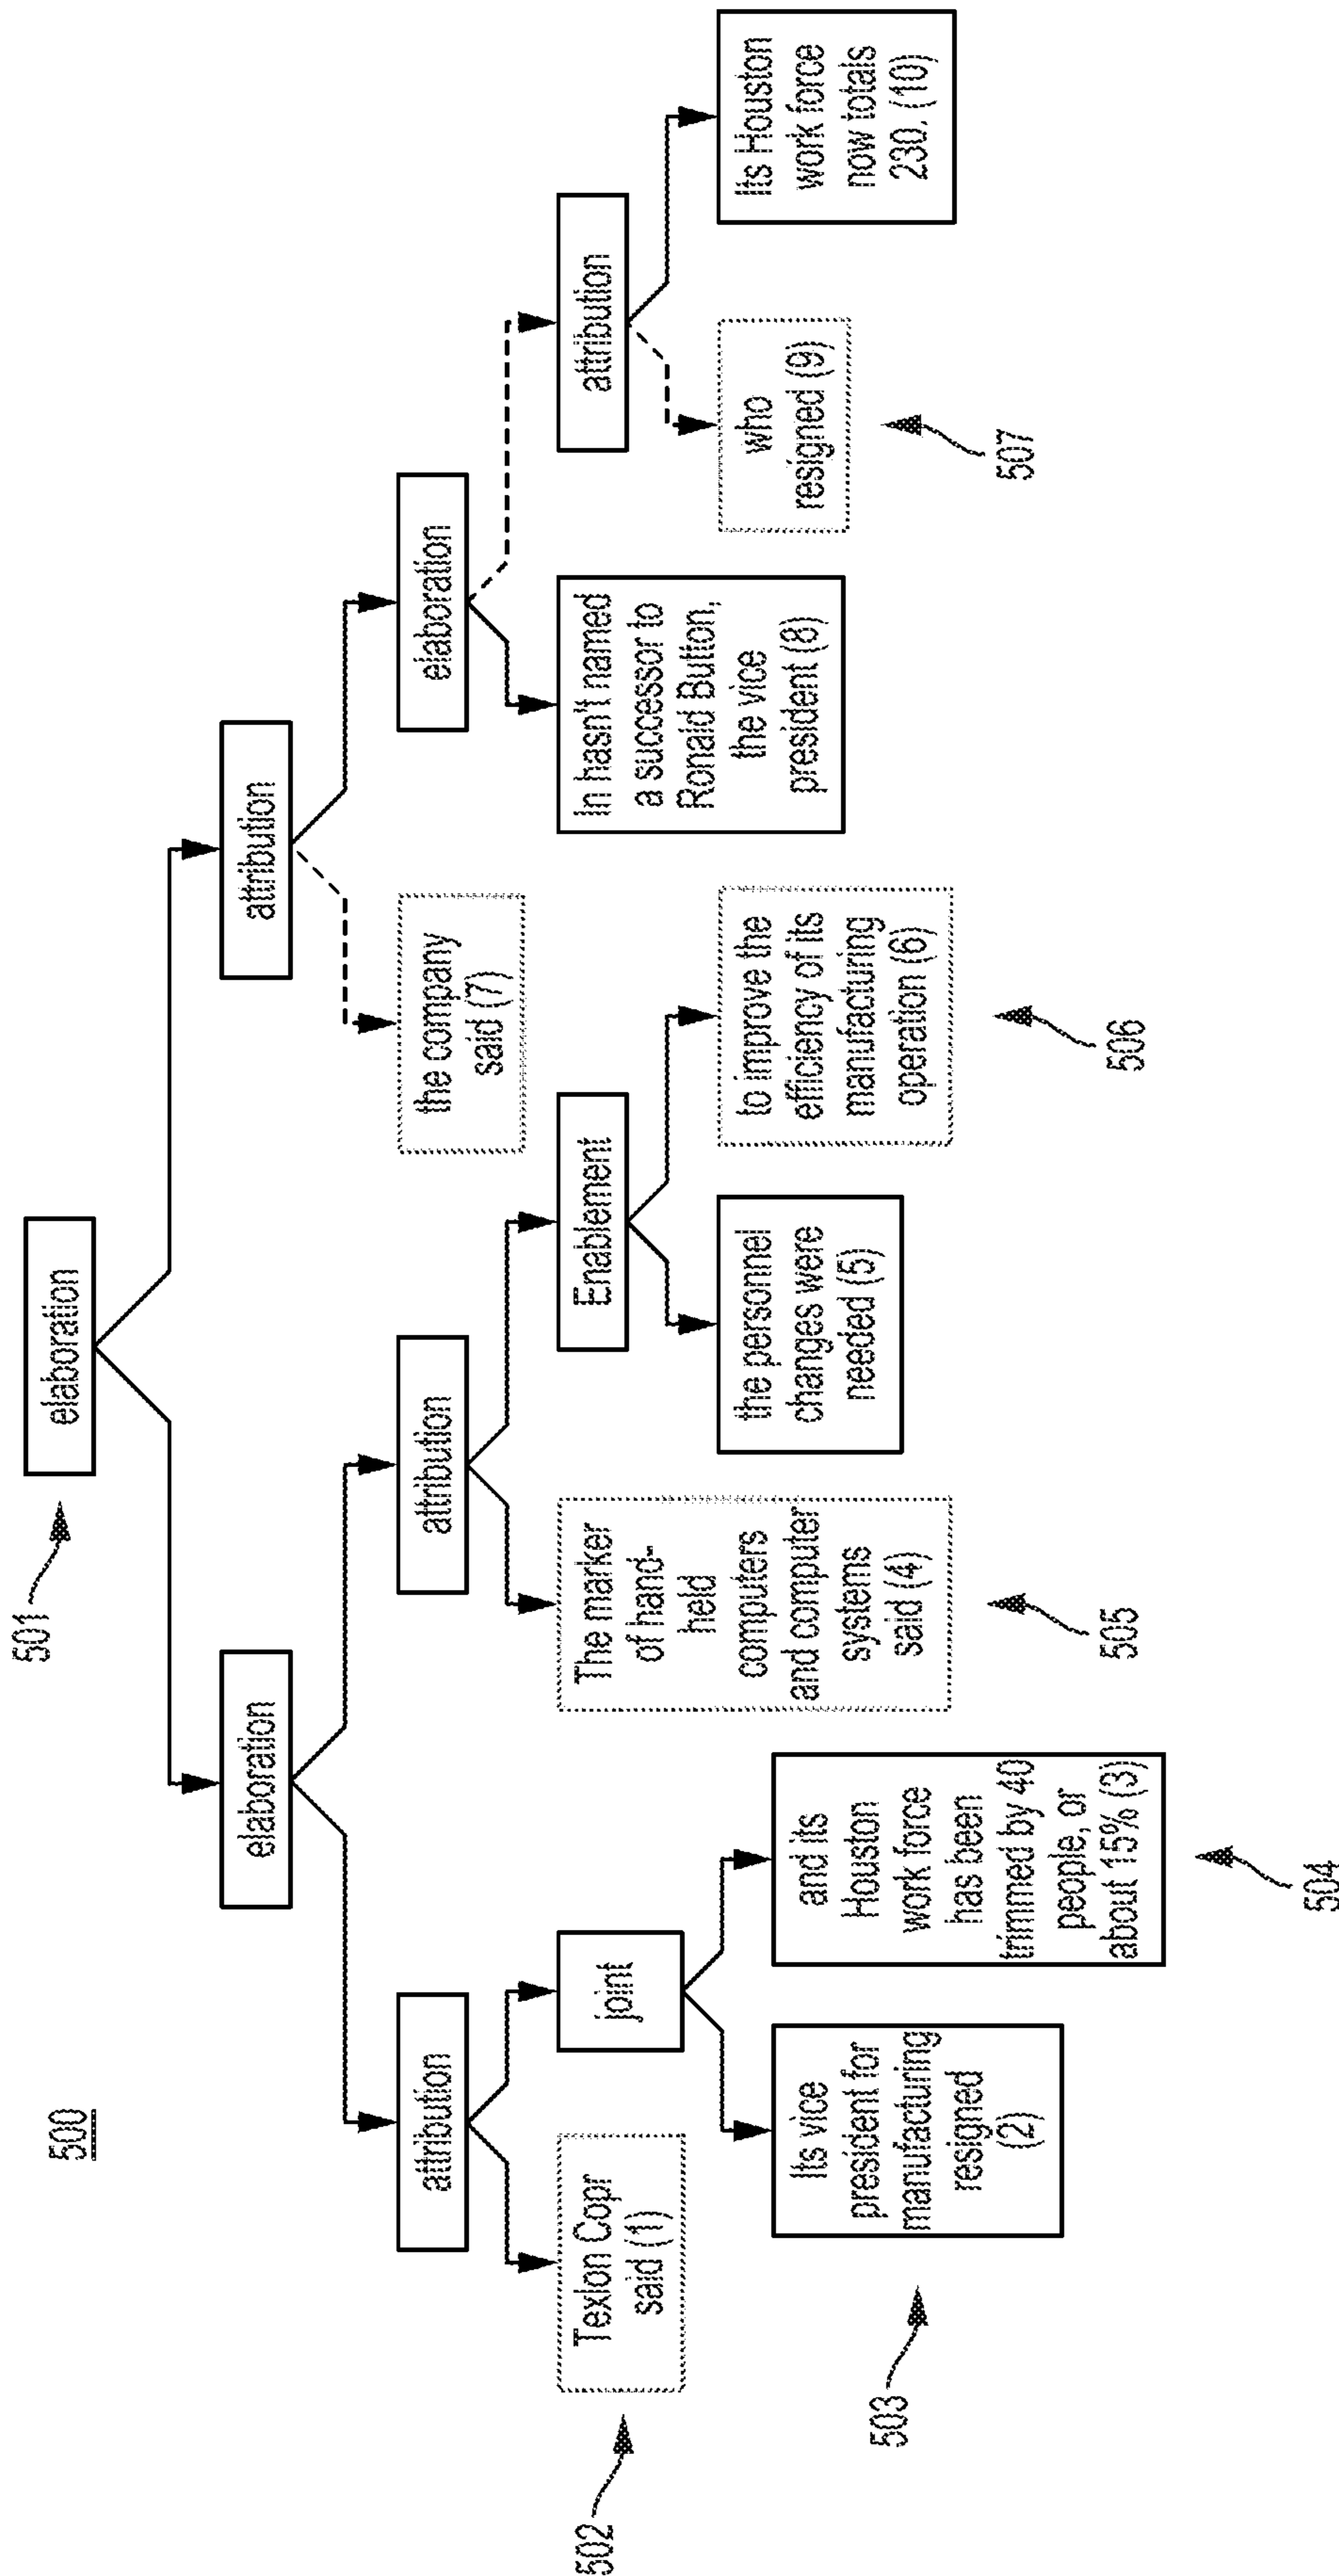 500
501
elaboration
elaboration
attribution
attribution
attribution
elaboration
Texlon Copr
said (1)
joint
The marker
of hand-
held
computers
and computer
systems
said (4)
Enablement
the company
said (7)
In hasn't named
a successor to
Ronald Button,
the vice
president (8)
attribution
Its vice
president for
manufacturing
resigned
(2)
and its
Houston
work force
has been
trimmed by 40
people, or
about 15% (3)
the personnel
changes were
needed (5)
to improve the
efficiency of its
manufacturing
operation (6)
who
resigned (9)
Its Houston
work force
now totals
230. (10)
502
503
504
505
506
507